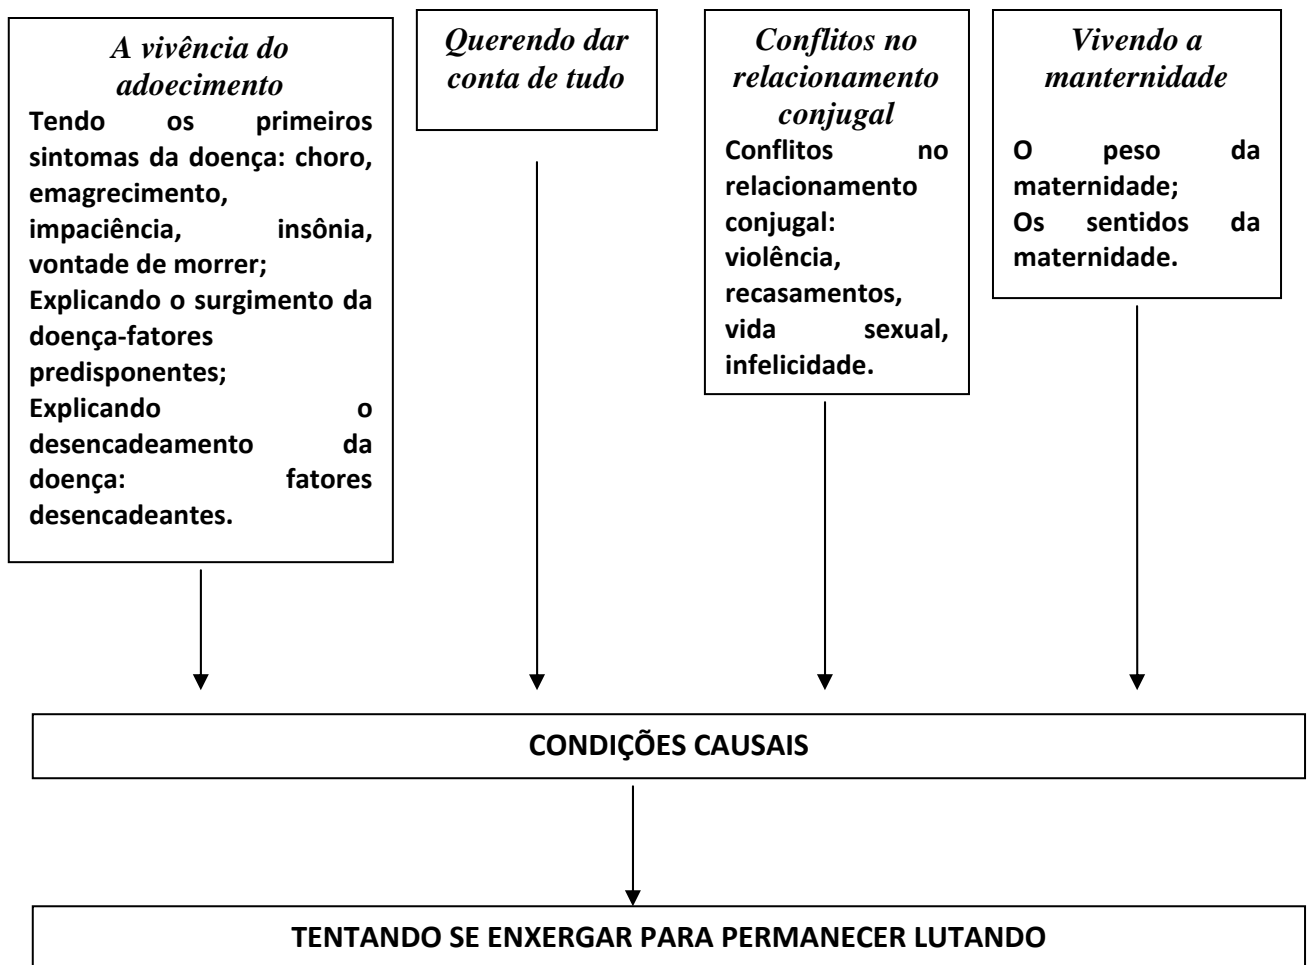 A vivência do
adoecimento
Tendo os primeiros
sintomas da doença: choro,
emagrecimento,
impaciência, insônia,
vontade de morrer;
Explicando o surgimento da
doença-fatores
predisponentes;
Explicando o
desencadeamento da
doença: fatores
desencadeantes.
Querendo dar
conta de tudo
Conflitos no
relacionamento
conjugal
Conflitos no
relacionamento
conjugal:
violência,
recasamentos,
vida sexual,
infelicidade.
Vivendo a
manternidade
O peso da
maternidade;
Os sentidos da
maternidade.
CONDIÇÕES CAUSAIS
TENTANDO SE ENXERGAR PARA PERMANECER LUTANDO